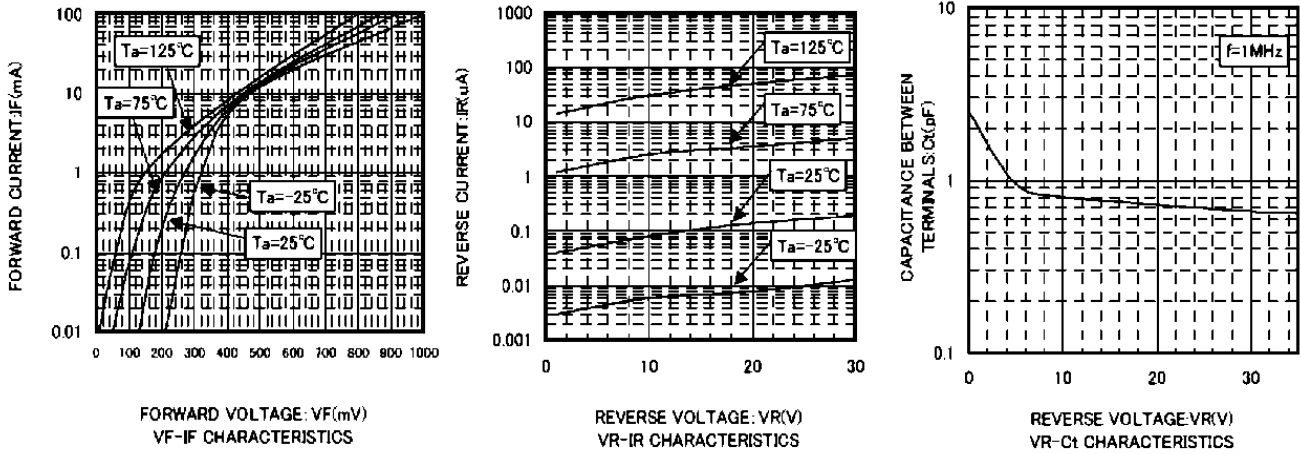 FORWARD CURRENT:IF(mA)
100
10
1
0.1
0.01
Ta=125°C
Ta=75°C
Ta=-25°C
Ta=25°C
0 100 200 300 400 500 600 700 800 900 1000
FORWARD VOLTAGE:VF(mV)
VF-IF CHARACTERISTICS
REVERSE CURRENT:IR(uA)
1000
100
10
1
0.1
0.01
0.001
Ta=125°C
Ta=75°C
Ta=25°C
Ta=-25°C
0 10 20 30
REVERSE VOLTAGE:VR(V)
VR-IR CHARACTERISTICS
CAPACITANCE BETWEEN
TERMINALS:Ct(pF)
10
1
0.1
f=1MHz
0 10 20 30
REVERSE VOLTAGE:VR(V)
VR-Ct CHARACTERISTICS